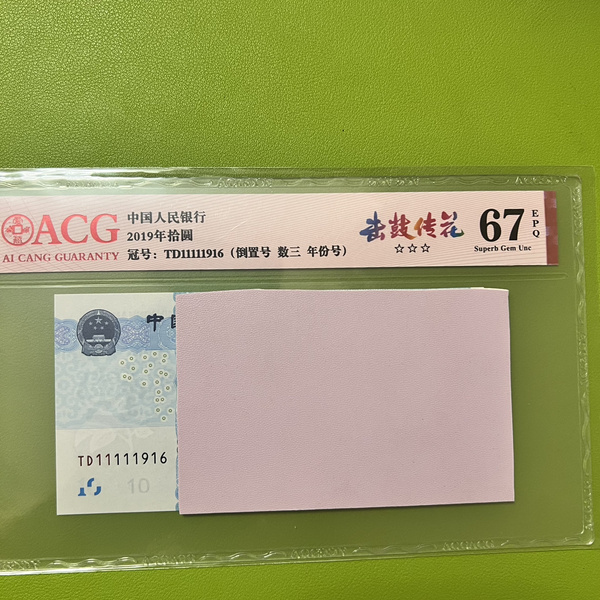 ACG
AI CANG GUARANTY
中国人民银行
2019年拾圆
冠号：TD11111916（倒置号 数三 年份号）
击鼓传花
☆☆☆
67
EPQ
Superb Gem Unc
中
TD11111916
10
10